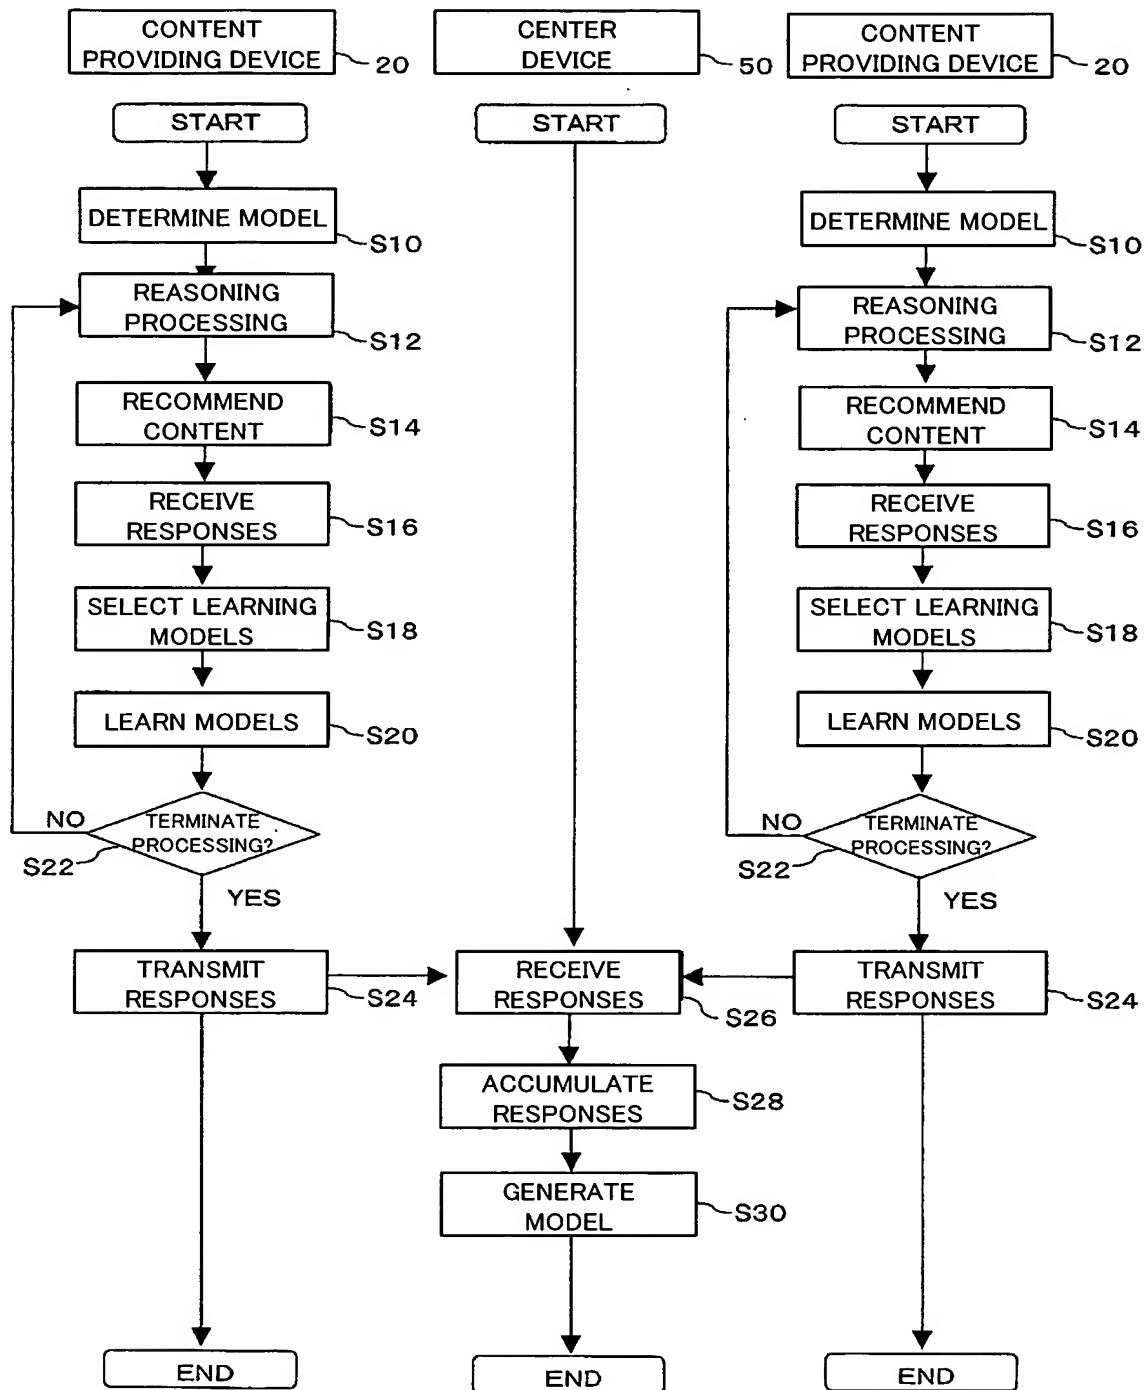 CONTENT
PROVIDING DEVICE
20
START
DETERMINE MODEL
S10
REASONING
PROCESSING
S12
RECOMMEND
CONTENT
S14
RECEIVE
RESPONSES
S16
SELECT LEARNING
MODELS
S18
LEARN MODELS
S20
NO
TERMINATE
PROCESSING?
S22
YES
TRANSMIT
RESPONSES
S24
END
CENTER
DEVICE
50
START
RECEIVE
RESPONSES
S26
ACCUMULATE
RESPONSES
S28
GENERATE
MODEL
S30
END
CONTENT
PROVIDING DEVICE
20
START
DETERMINE MODEL
S10
REASONING
PROCESSING
S12
RECOMMEND
CONTENT
S14
RECEIVE
RESPONSES
S16
SELECT LEARNING
MODELS
S18
LEARN MODELS
S20
NO
TERMINATE
PROCESSING?
S22
YES
TRANSMIT
RESPONSES
S24
END